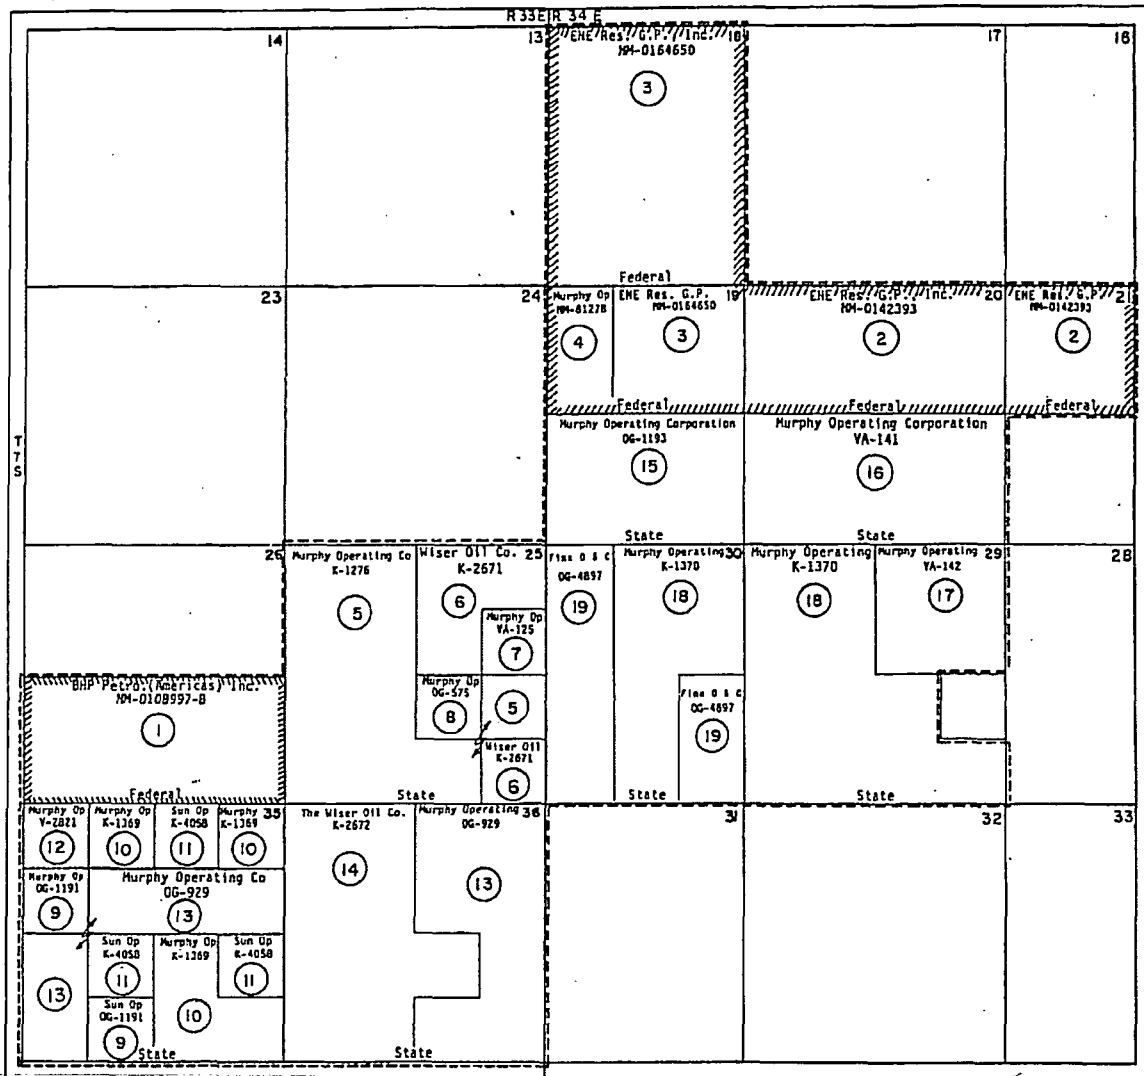 R 33 E R 34 E
14
13
EHE Res. G.P., Inc. 18
NM-0164650
3
Federal
17
16
23
24
Murphy Op
NM-81278
4
EHE Res. G.P. 19
NM-0164650
3
Federal
EHE Res. G.P., Inc. 20
NM-0142393
2
Federal
EHE Res. G.P. 21
NM-0142393
2
Federal
T
7
S
Murphy Operating Corporation
OG-1193
15
State
Murphy Operating Corporation
VA-141
16
State
26
Murphy Operating Co
K-1276
5
State
Wiser Oil Co. 25
K-2671
6
Murphy Op
VA-125
7
Murphy Op
OG-575
8
5
Wiser Oil
K-2671
6
Fina O & C
OG-4897
19
Murphy Operating 30
K-1370
18
Fina O & C
OG-4897
19
State
Murphy Operating
K-1370
18
Murphy Operating 29
VA-142
17
State
28
BHP Petro.(Americas) Inc.
NM-0108997-B
1
Federal
Murphy Op
V-2821
12
Murphy Op
K-1369
10
Sun Op
K-4058
11
Murphy 35
K-1369
10
Murphy Op
OG-1191
9
Murphy Operating Co
OG-929
13
13
Sun Op
K-4058
11
Murphy Op
K-1369
10
Sun Op
K-4058
11
Sun Op
OG-1191
9
State
The Wiser Oil Co.
K-2672
14
State
Murphy Operating 36
OG-929
13
31
32
33